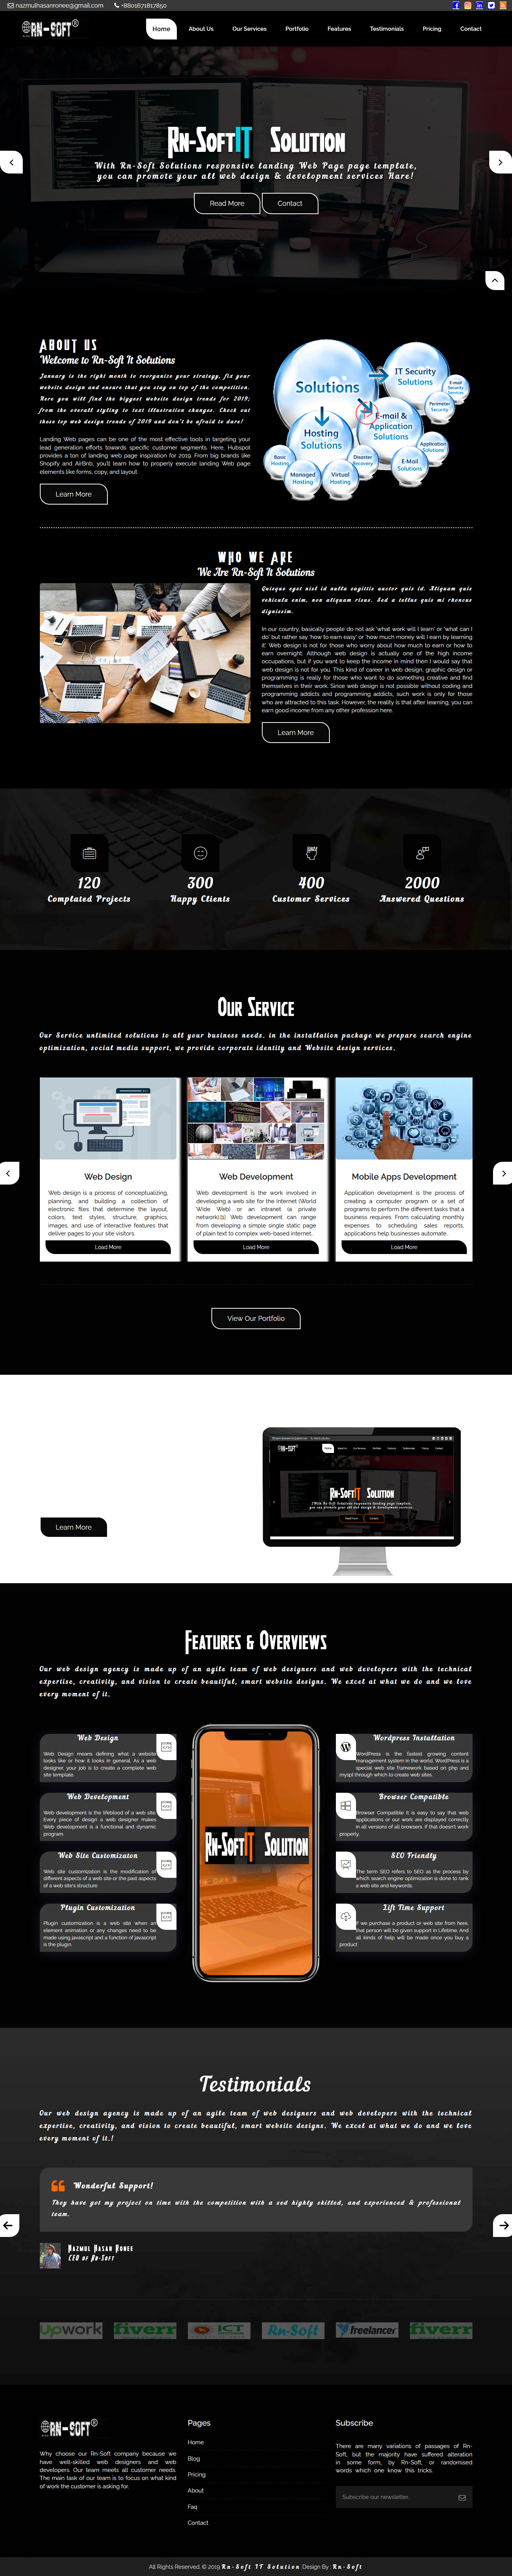 nazmulhasanronee@gmail.com +8801671817850
RN-SOFT®
Home About Us Our Services Portfolio Features Testimonials Pricing Contact
Rn-SoftIT Solution
With Rn-Soft Solutions responsive landing Web Page page template,
you can promote your all web design & development services Hare!
Read More Contact
ABOUT US
Welcome to Rn-Soft It Solutions
January is the right month to reorganize your strategy, fix your
website design and ensure that you stay on top of the competition.
Here you will find the biggest website design trends for 2019;
from the overall styling to text illustration changes. Check out
these top web design trends of 2019 and don't be afraid to dare!
Landing Web pages can be one of the most effective tools in targeting your
lead generation efforts towards specific customer segments. Here, Hubspot
provides a ton of landing web page inspiration for 2019. From big brands like
Shopify and AirBnb, you'll learn how to properly execute landing Web page
elements like forms, copy, and layout
Learn More
Solutions
IT Security
Solutions
E-mail
Security
Services
Perimeter
Security
E-mail &
Application
Solutions
Hosting
Solutions
Application
Solutions
Basic
Hosting
Disaster
Recovery
E-Mail
Solutions
Managed
Hosting
Virtual
Hosting
WHO WE ARE
We Are Rn-Soft It Solutions
Quisque eget nisl id nulla sagittis auctor quis id. Aliquam quis
vehicula enim, non aliquam risus. Sed a tellus quis mi rhoncus
dignissim.
In our country, basically people do not ask 'what work will I learn' or 'what can I
do' but rather say 'how to earn easy' or 'how much money will I earn by learning
it'. Web design is not for those who worry about how much to earn or how to
earn overnight. Although web design is actually one of the high income
occupations, but if you want to keep the income in mind then I would say that
web design is not for you. This kind of career in web design, graphic design or
programming is really for those who want to do something creative and find
themselves in their work. Since web design is not possible without coding and
programming addicts and programming addicts, such work is only for those
who are attracted to this task. However, the reality is that after learning, you can
earn good income from any other profession here.
Learn More
120 300 400 2000
Complated Projects Happy Clients Customer Services Answered Questions
Our Service
Our Service unlimited solutions to all your business needs. in the installation package we prepare search engine
optimization, social media support, we provide corporate identity and Website design services.
Web Design
Web design is a process of conceptualizing,
planning, and building a collection of
electronic files that determine the layout,
colors, text styles, structure, graphics,
images, and use of interactive features that
deliver pages to your site visitors.
Load More
Web Development
Web development is the work involved in
developing a web site for the Internet (World
Wide Web) or an intranet (a private
network).[1] Web development can range
from developing a simple single static page
of plain text to complex web-based internet..
Load More
Mobile Apps Development
Application development is the process of
creating a computer program or a set of
programs to perform the different tasks that a
business requires. From calculating monthly
expenses to scheduling sales reports,
applications help businesses automate..
Load More
View Our Portfolio
Learn More
RN-SOFT®
Rn-SoftIT Solution
Features & Overviews
Our web design agency is made up of an agile team of web designers and web developers with the technical
expertise, creativity, and vision to create beautiful, smart website designs. We excel at what we do and we love
every moment of it.
Web Design
Web Design means defining what a website
looks like or how it looks in general. As a web
designer, your job is to create a complete web
site template.
Web Development
Web development is the lifeblood of a web site.
Every piece of design a web designer makes.
Web development is a functional and dynamic
program.
Web Site Customizaton
Web site customization is the modification of
different aspects of a web site or the past aspects
of a web site's structure
Plugin Customization
Plugin customization is a web site when an
element animation or any changes need to be
made using javascript and a function of javascript
is the plugin.
Rn-SoftIT Solution
Wordpress Installation
WordPress is the fastest growing content
management system in the world. WordPress is a
special web site framework based on php and
myspl through which to create web sites.
Browser Compatible
Browser Compatible It is easy to say that web
applications or our work are displayed correctly
in all versions of all browsers. If that doesn't work
properly.
SEO Friendly
The term SEO refers to SEO as the process by
which search engine optimization is done to rank
a web site and keywords.
Lift Time Support
If we purchase a product or web site from here,
that person will be given support in Lifetime. And
all kinds of help will be made once you buy a
product
Testimonials
Our web design agency is made up of an agile team of web designers and web developers with the technical
expertise, creativity, and vision to create beautiful, smart website designs. We excel at what we do and we love
every moment of it.!
Wonderful Support!
They have got my project on time with the competition with a sed highly skilled, and experienced & professional
team.
Nazmul Hasan Ronee
CEO of Rn-Soft
upwork fiverr ICT Rn-Soft freelancer fiverr
RN-SOFT®
Why choose our Rn-Soft company because we
have well-skilled web designers and web
developers. Our team meets all customer needs.
The main task of our team is to focus on what kind
of work the customer is asking for.
Pages
Home
Blog
Pricing
About
Faq
Contact
Subscribe
There are many variations of passages of Rn-
Soft, but the majority have suffered alteration
in some form, by Rn-Soft, or randomised
words which one know this tricks.
Subscribe our newsletter.
All Rights Reserved. © 2019 Rn-Soft IT Solution Design By : Rn-Soft